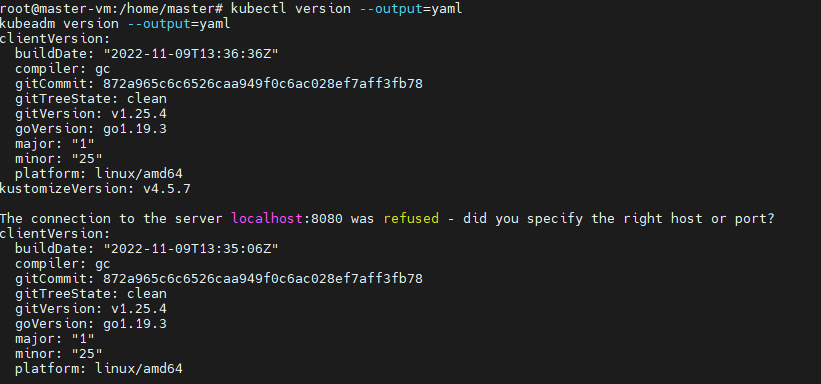 root@master-vm:/home/master# kubectl version --output=yaml
kubeadm version --output=yaml
clientVersion:
  buildDate: "2022-11-09T13:36:36Z"
  compiler: gc
  gitCommit: 872a965c6c6526caa949f0c6ac028ef7aff3fb78
  gitTreeState: clean
  gitVersion: v1.25.4
  goVersion: go1.19.3
  major: "1"
  minor: "25"
  platform: linux/amd64
kustomizeVersion: v4.5.7

The connection to the server localhost:8080 was refused - did you specify the right host or port?
clientVersion:
  buildDate: "2022-11-09T13:35:06Z"
  compiler: gc
  gitCommit: 872a965c6c6526caa949f0c6ac028ef7aff3fb78
  gitTreeState: clean
  gitVersion: v1.25.4
  goVersion: go1.19.3
  major: "1"
  minor: "25"
  platform: linux/amd64